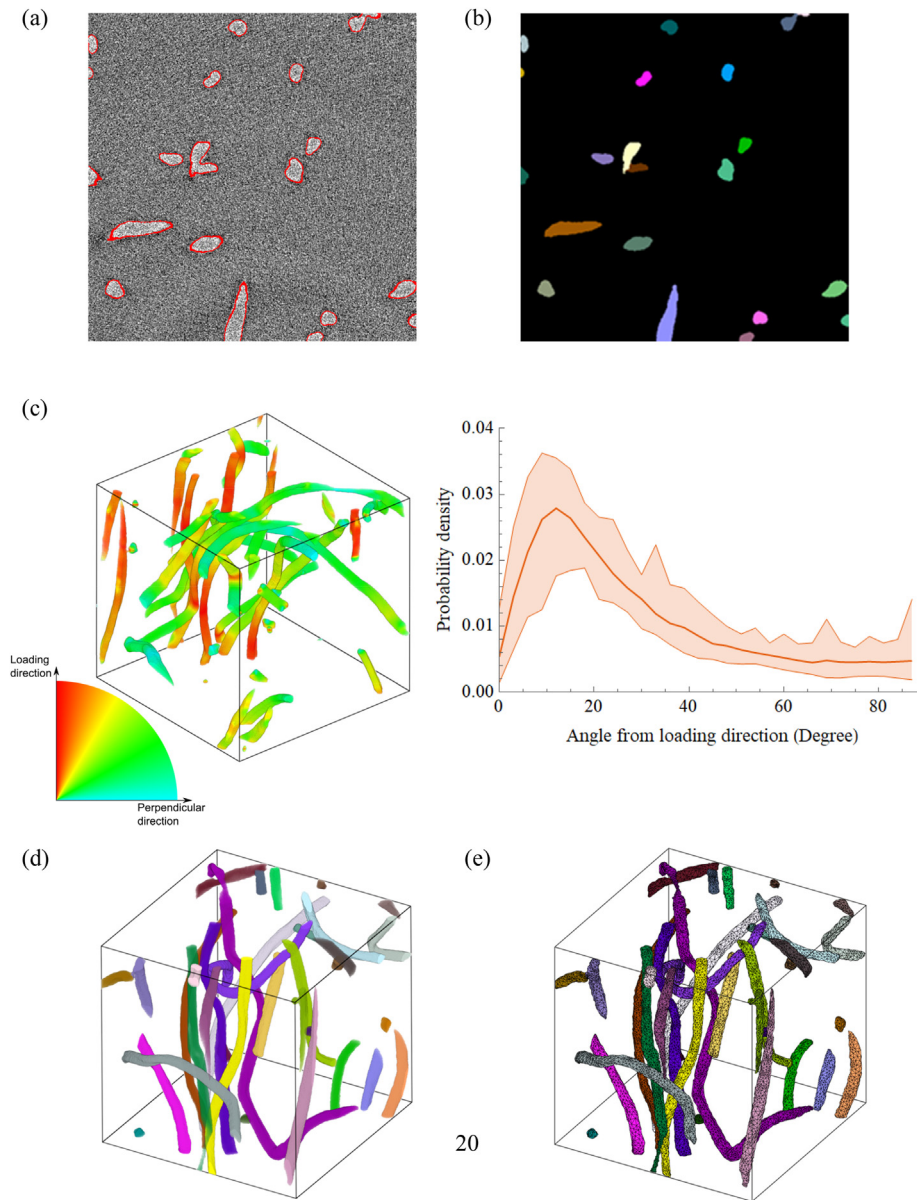 (a)
(b)
(c)
0.04
0.03
0.02
0.01
0.00
Probability density
0
20
40
60
80
Angle from loading direction (Degree)
Loading
direction
Perpendicular
direction
(d)
(e)
20